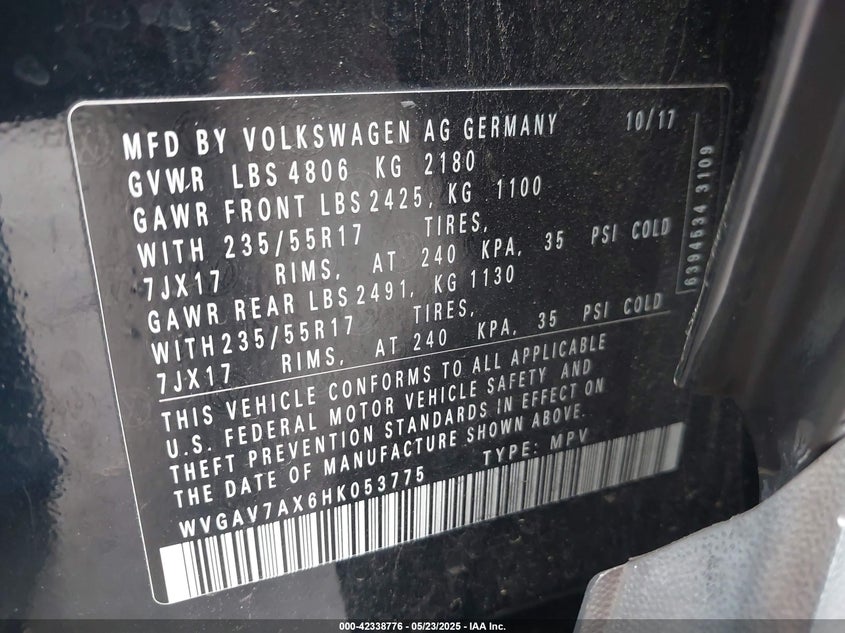 MFD BY VOLKSWAGEN AG GERMANY 10/17
GVWR LBS 4806 KG 2180
GAWR FRONT LBS 2425, KG 1100
WITH 235/55R17 TIRES,
7JX17 RIMS, AT 240 KPA, 35 PSI COLD
GAWR REAR LBS 2491, KG 1130
WITH 235/55R17 TIRES,
7JX17 RIMS, AT 240 KPA, 35 PSI COLD
THIS VEHICLE CONFORMS TO ALL APPLICABLE
U.S. FEDERAL MOTOR VEHICLE SAFETY AND
THEFT PREVENTION STANDARDS IN EFFECT ON
THE DATE OF MANUFACTURE SHOWN ABOVE.
WVGAV7AX6HK053775 TYPE: MPV
6394534 3109
000-42338776 - 05/23/2025 - IAA Inc.